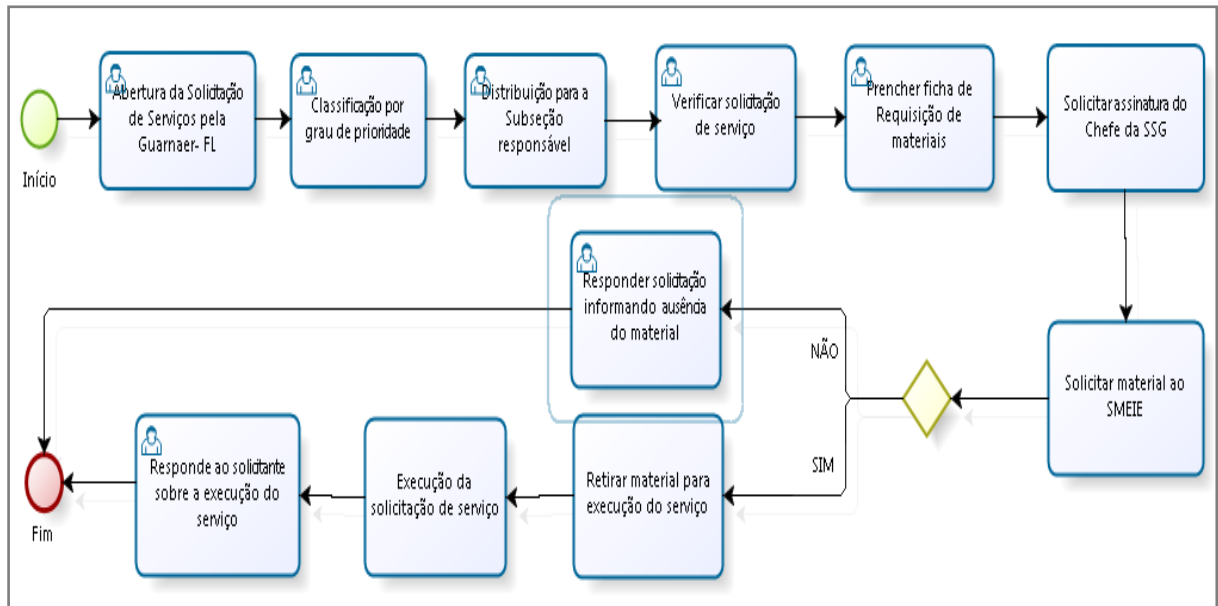 Abertura da Solicitação
de Serviços pela
Guarnaer- FL
Classificação por
grau de prioridade
Distribuição para a
Subseção
responsável
Verificar solicitação
de serviço
Prencher ficha de
Requisição de
materiais
Solicitar assinatura do
Chefe da SSG
Início
Responder solicitação
informando ausência
do material
NÃO
Solicitar material ao
SMEIE
SIM
Retirar material para
execução do serviço
Execução da
solicitação de serviço
Responde ao solicitante
sobre a execução do
serviço
Fim